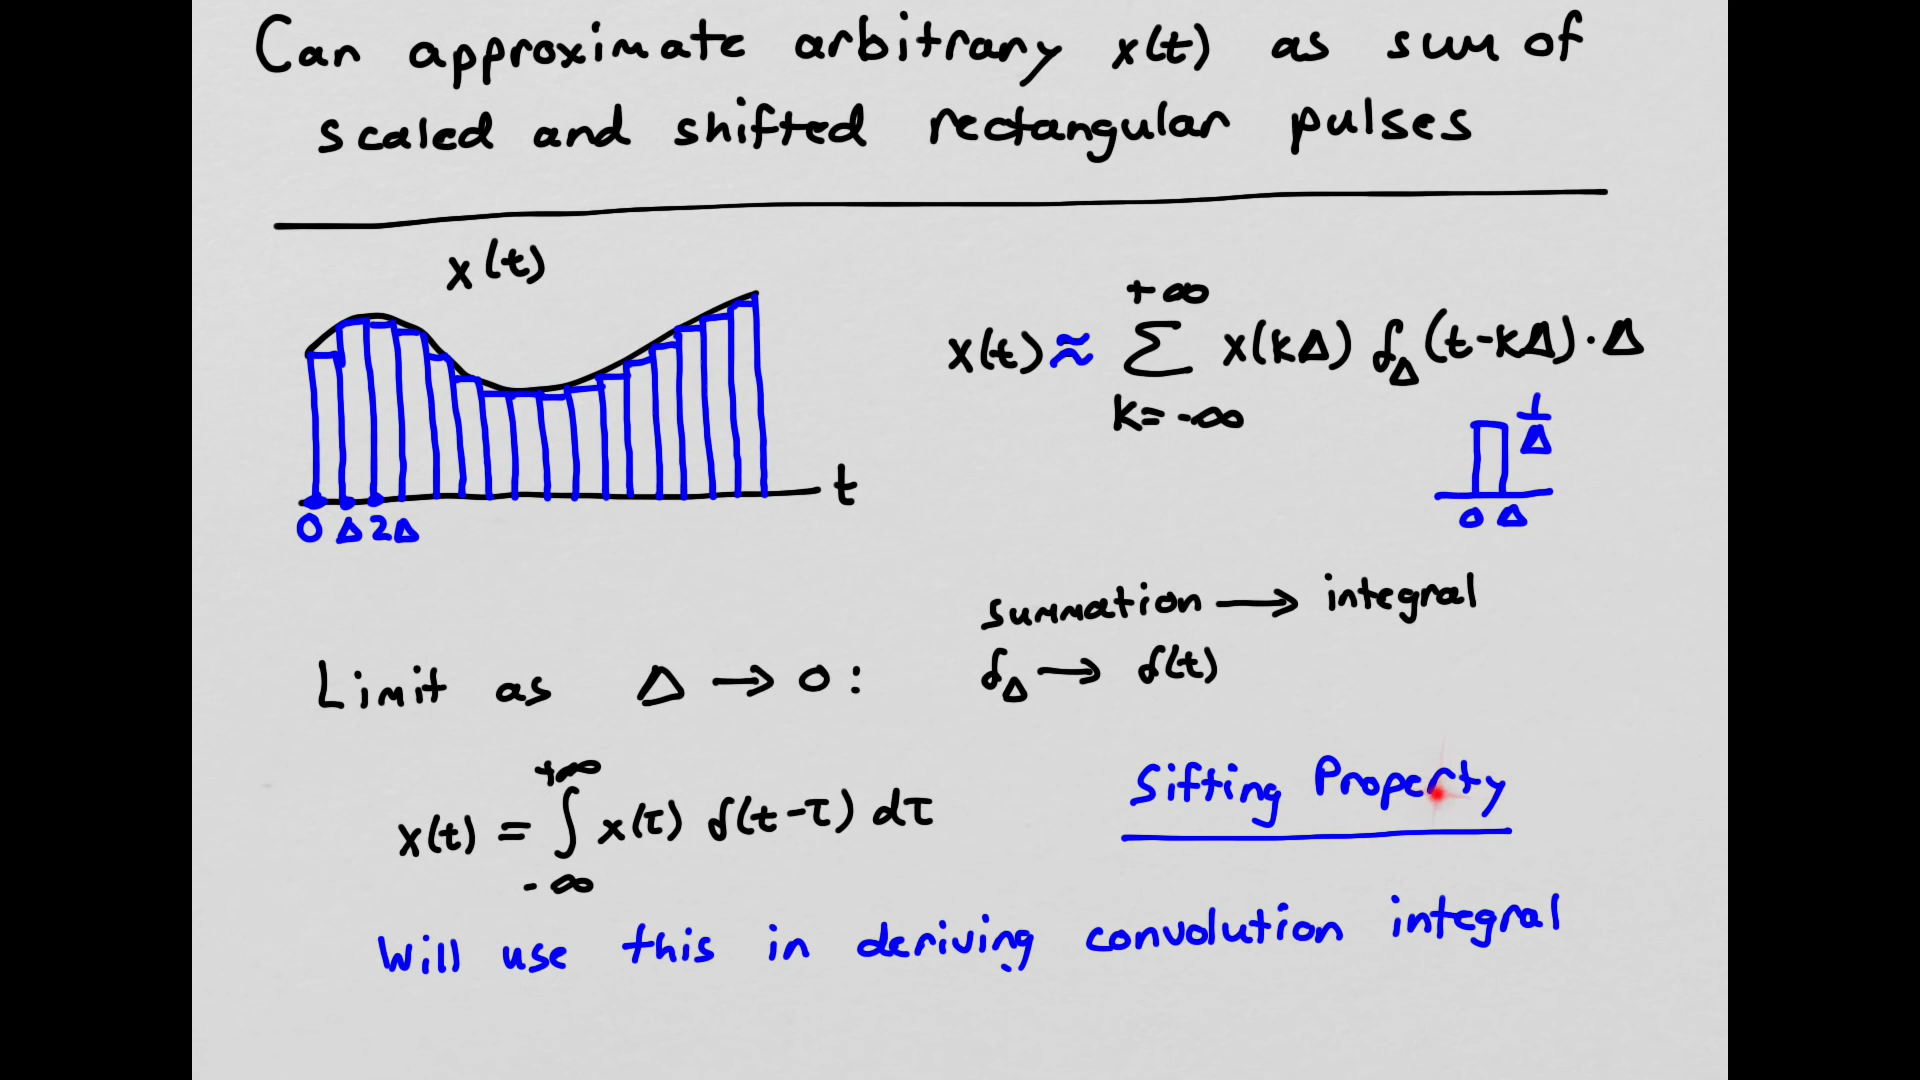 Can approximate arbitrary x(t) as sum of
scaled and shifted rectangular pulses
x(t)
t
0 Δ 2Δ
+∞
x(t) ≈ Σ x(kΔ) δ_Δ(t-kΔ)·Δ
k=-∞
1/Δ
0 Δ
summation → integral
Limit as Δ → 0:
δ_Δ → δ(t)
+∞
x(t) = ∫ x(τ) δ(t-τ) dτ
-∞
Sifting Property
Will use this in deriving convolution integral